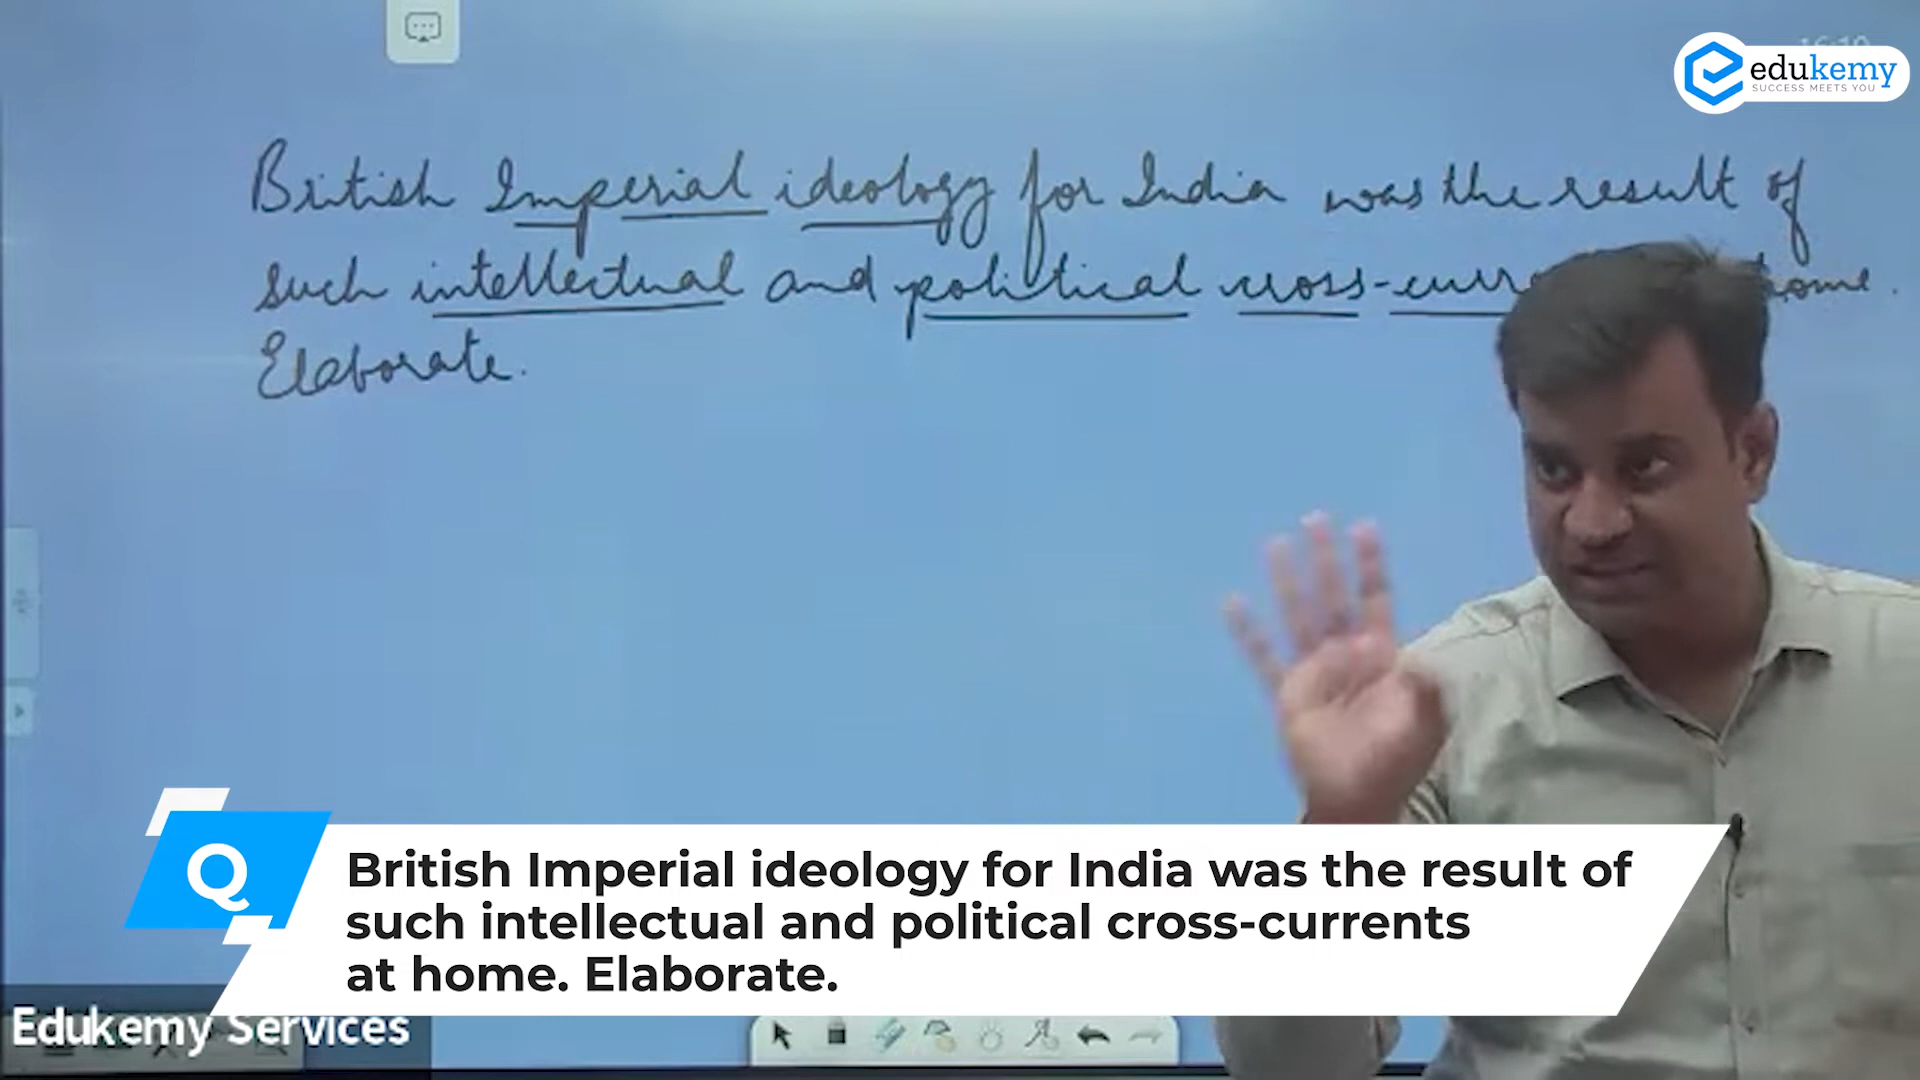 edukemy
SUCCESS MEETS YOU
British Imperial ideology for India was the result of
such intellectual and political cross- home.
Elaborate.
Q
British Imperial ideology for India was the result of
such intellectual and political cross-currents
at home. Elaborate.
Edukemy Services